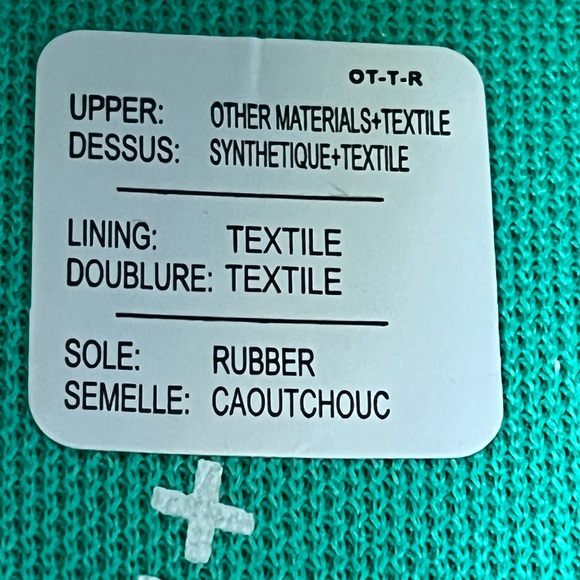 OT-T-R
UPPER: OTHER MATERIALS+TEXTILE
DESSUS: SYNTHETIQUE+TEXTILE
LINING: TEXTILE
DOUBLURE: TEXTILE
SOLE: RUBBER
SEMELLE: CAOUTCHOUC